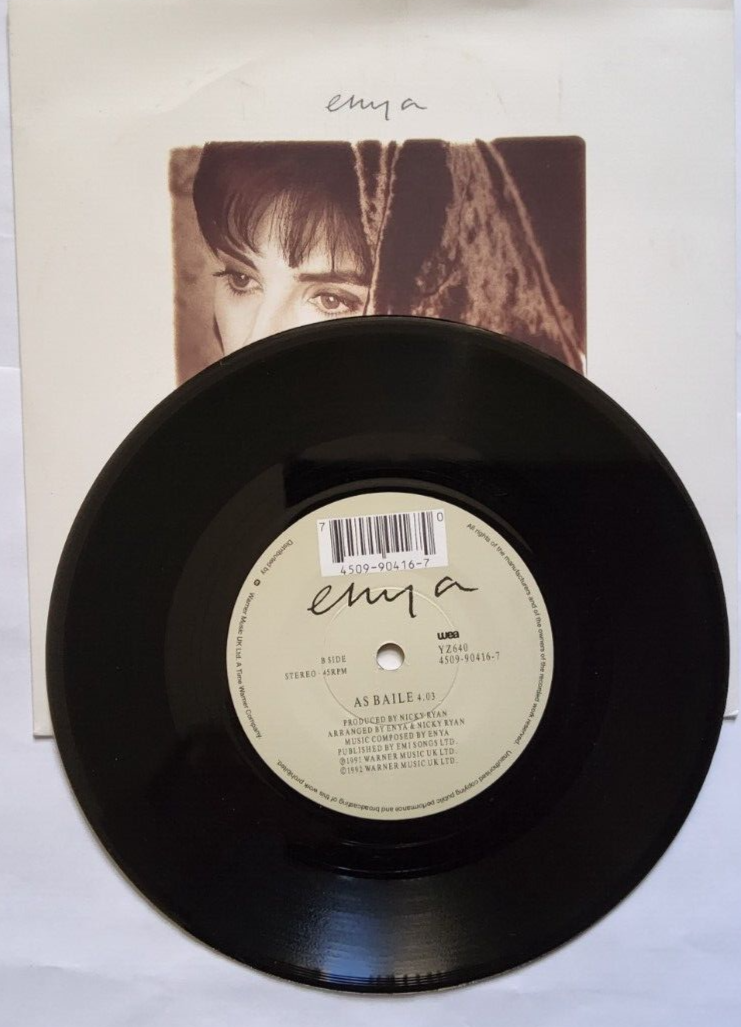 enya
7 0
4509-90416-7
enya
wea
B SIDE
STEREO · 45RPM
YZ640
4509-90416-7
AS BAILE 4.03
PRODUCED BY NICKY RYAN
ARRANGED BY ENYA & NICKY RYAN
MUSIC COMPOSED BY ENYA
PUBLISHED BY EMI SONGS LTD.
℗1991 WARNER MUSIC UK LTD.
©1992 WARNER MUSIC UK LTD.
All rights of the manufacturers and of the owners of the recorded work reserved.
Unauthorised copying public performance and broadcasting of this work prohibited.
Distributed by Warner Music UK Ltd. A Time Warner Company.